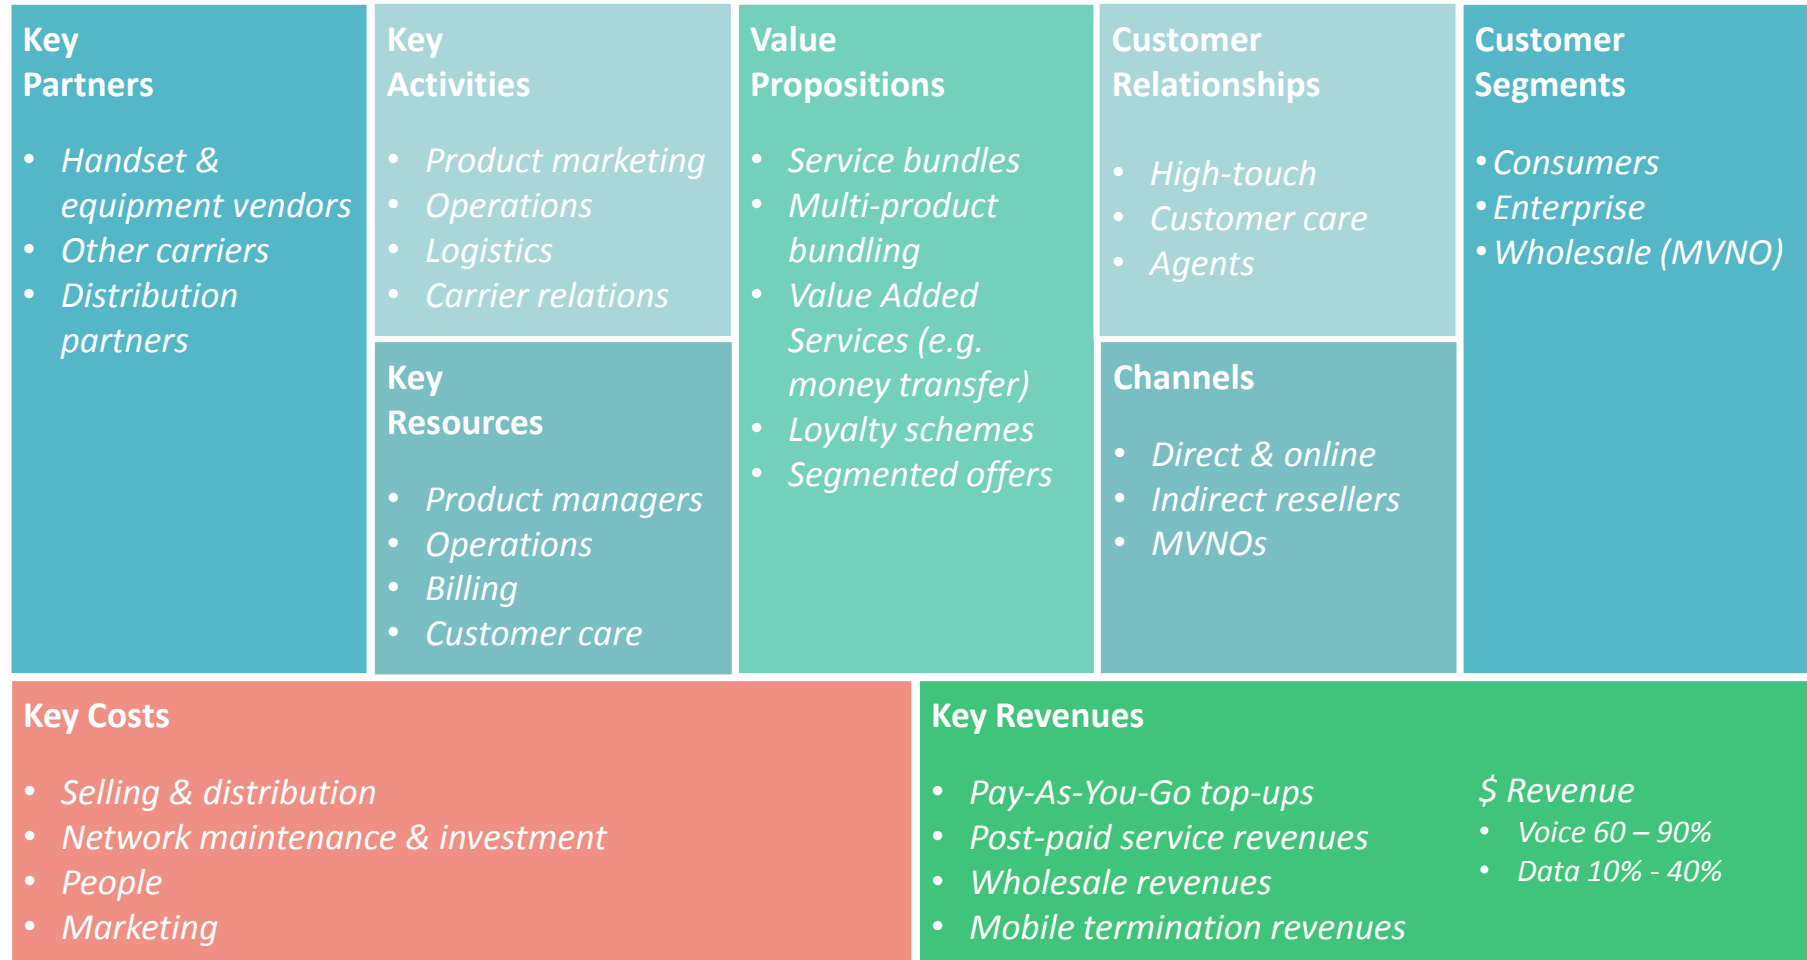 Key
Partners
• Handset &
equipment vendors
• Other carriers
• Distribution
partners
Key
Activities
• Product marketing
• Operations
• Logistics
• Carrier relations
Key
Resources
• Product managers
• Operations
• Billing
• Customer care
Value
Propositions
• Service bundles
• Multi-product
bundling
• Value Added
Services (e.g.
money transfer)
• Loyalty schemes
• Segmented offers
Customer
Relationships
• High-touch
• Customer care
• Agents
Channels
• Direct & online
• Indirect resellers
• MVNOs
Customer
Segments
• Consumers
• Enterprise
• Wholesale (MVNO)
Key Costs
• Selling & distribution
• Network maintenance & investment
• People
• Marketing
Key Revenues
• Pay-As-You-Go top-ups
• Post-paid service revenues
• Wholesale revenues
• Mobile termination revenues
$ Revenue
• Voice 60 – 90%
• Data 10% - 40%